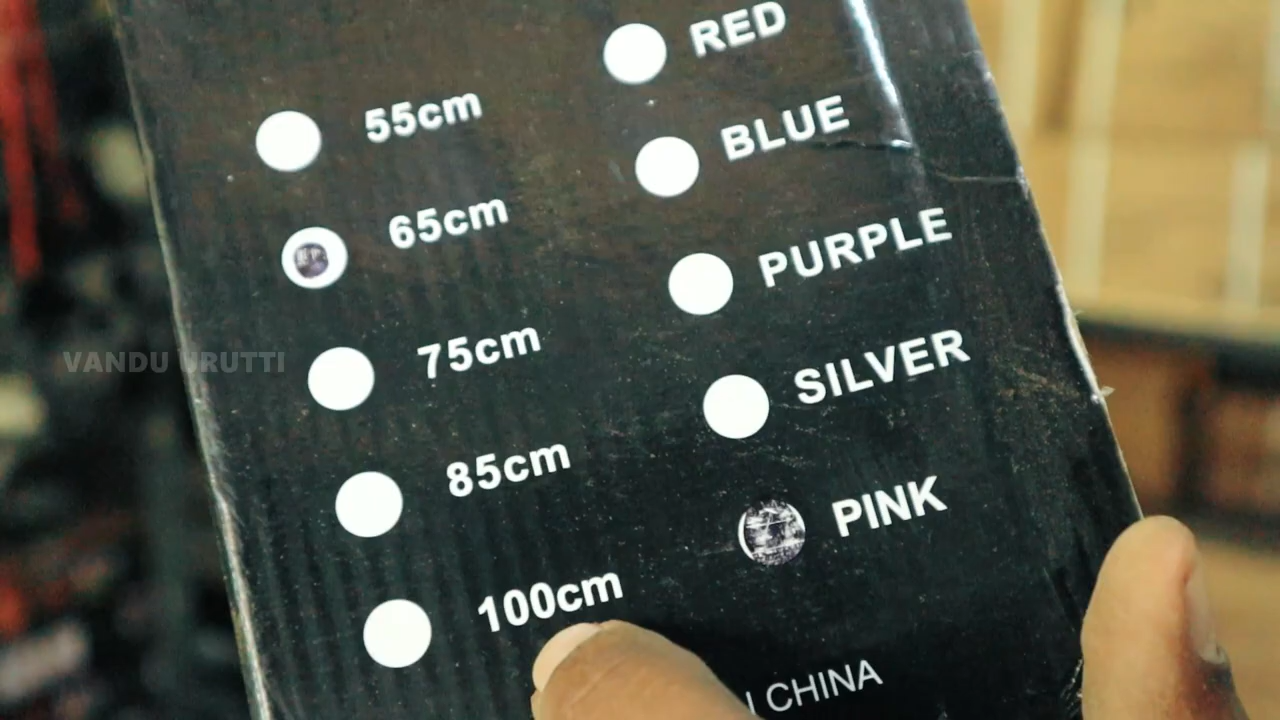 RED
55cm
BLUE
65cm
PURPLE
75cm
SILVER
85cm
PINK
100cm
CHINA
VANDU URUTTI